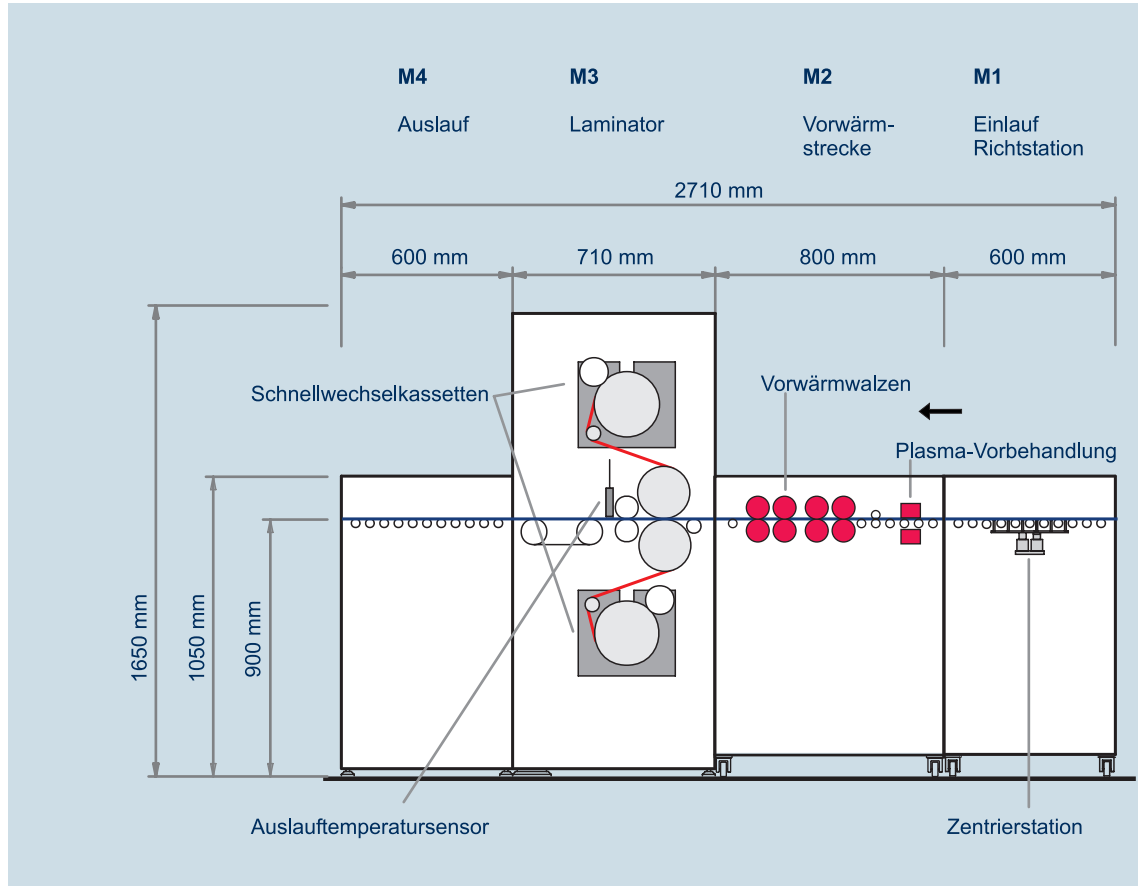 M4
M3
M2
M1
Auslauf
Laminator
Vorwärm-
strecke
Einlauf
Richtstation
2710 mm
600 mm
710 mm
800 mm
600 mm
Schnellwechselkassetten
Vorwärmwalzen
Plasma-Vorbehandlung
1650 mm
1050 mm
900 mm
Auslauftemperatursensor
Zentrierstation